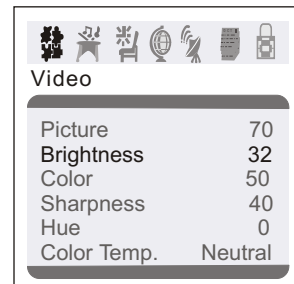 Video
Picture 70
Brightness 32
Color 50
Sharpness 40
Hue 0
Color Temp. Neutral